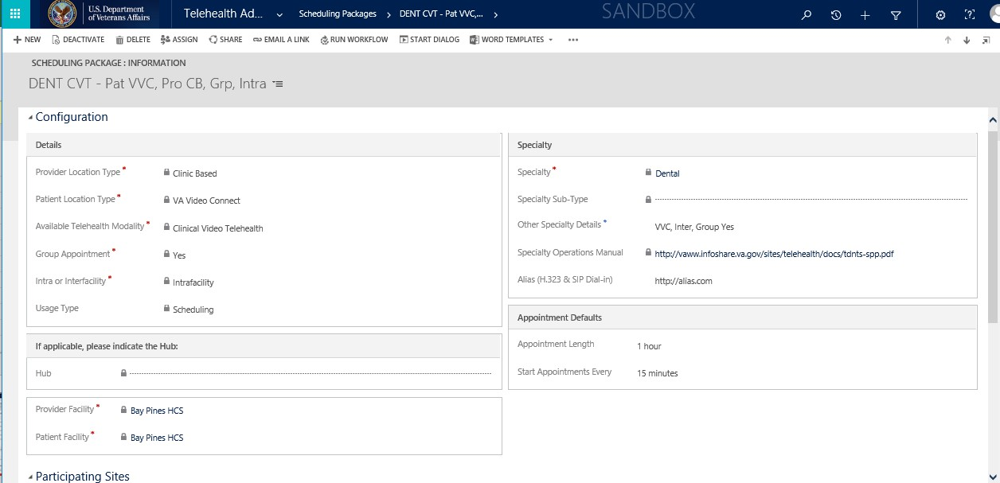 U.S. Department
of Veterans Affairs
Telehealth Ad...
Scheduling Packages
DENT CVT - Pat VVC,...
SANDBOX
NEW
DEACTIVATE
DELETE
ASSIGN
SHARE
EMAIL A LINK
RUN WORKFLOW
START DIALOG
WORD TEMPLATES
...
SCHEDULING PACKAGE : INFORMATION
DENT CVT - Pat VVC, Pro CB, Grp, Intra
Configuration
Details
Provider Location Type * Clinic Based
Patient Location Type * VA Video Connect
Available Telehealth Modality * Clinical Video Telehealth
Group Appointment * Yes
Intra or Interfacility * Intrafacility
Usage Type Scheduling
If applicable, please indicate the Hub:
Hub
Provider Facility * Bay Pines HCS
Patient Facility * Bay Pines HCS
Specialty
Specialty * Dental
Specialty Sub-Type
Other Specialty Details * VVC, Inter, Group Yes
Specialty Operations Manual http://vaww.infoshare.va.gov/sites/telehealth/docs/tdnts-spp.pdf
Alias (H.323 & SIP Dial-in) http://alias.com
Appointment Defaults
Appointment Length 1 hour
Start Appointments Every 15 minutes
Participating Sites